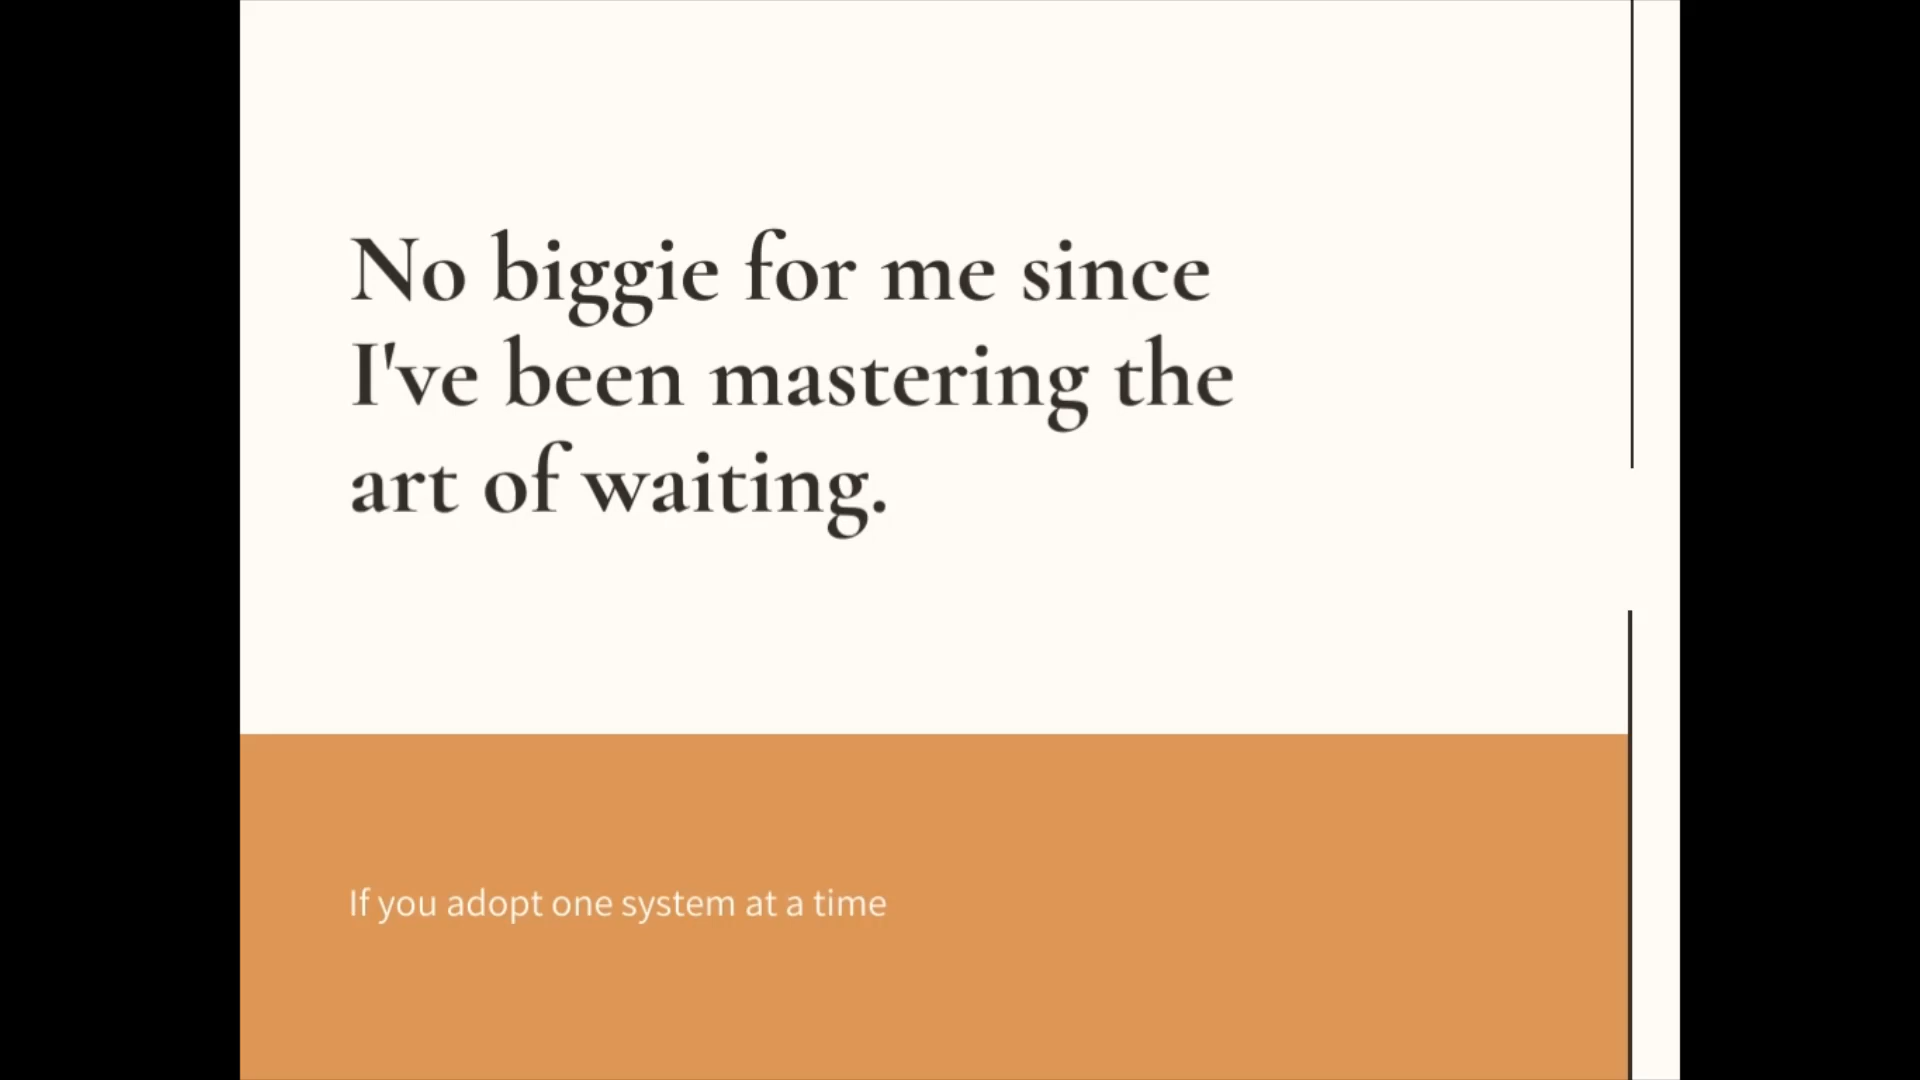 No biggie for me since
I've been mastering the
art of waiting.
If you adopt one system at a time